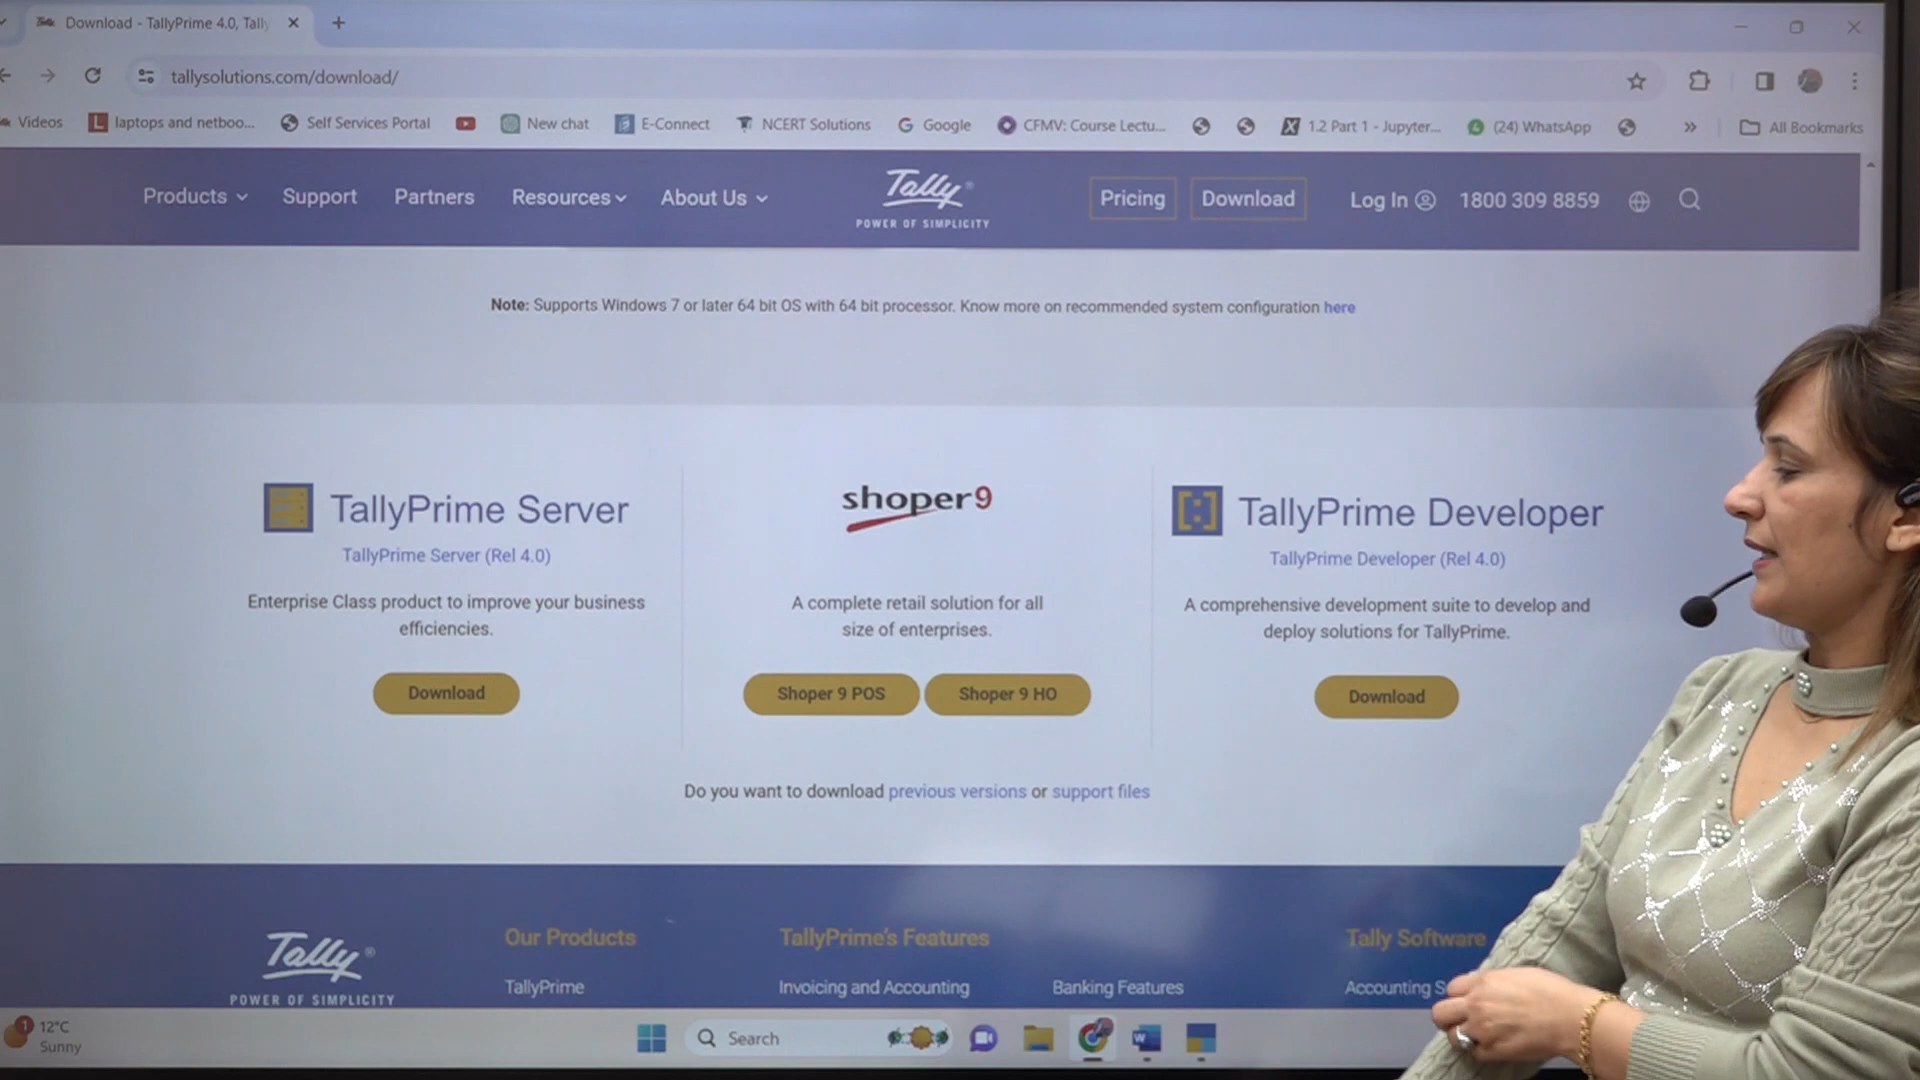 Download - TallyPrime 4.0, Tally
tallysolutions.com/download/
Videos
laptops and netboo...
Self Services Portal
New chat
E-Connect
NCERT Solutions
Google
CFMV: Course Lectu...
1.2 Part 1 - Jupyter...
(24) WhatsApp
All Bookmarks
Products
Support
Partners
Resources
About Us
Tally
POWER OF SIMPLICITY
Pricing
Download
Log In
1800 309 8859
Note: Supports Windows 7 or later 64 bit OS with 64 bit processor. Know more on recommended system configuration here
TallyPrime Server
TallyPrime Server (Rel 4.0)
Enterprise Class product to improve your business
efficiencies.
Download
shoper9
A complete retail solution for all
size of enterprises.
Shoper 9 POS
Shoper 9 HO
TallyPrime Developer
TallyPrime Developer (Rel 4.0)
A comprehensive development suite to develop and
deploy solutions for TallyPrime.
Download
Do you want to download previous versions or support files
Tally
POWER OF SIMPLICITY
Our Products
TallyPrime
TallyPrime's Features
Invoicing and Accounting
Banking Features
Tally Software
Accounting
1
12°C
Sunny
Search